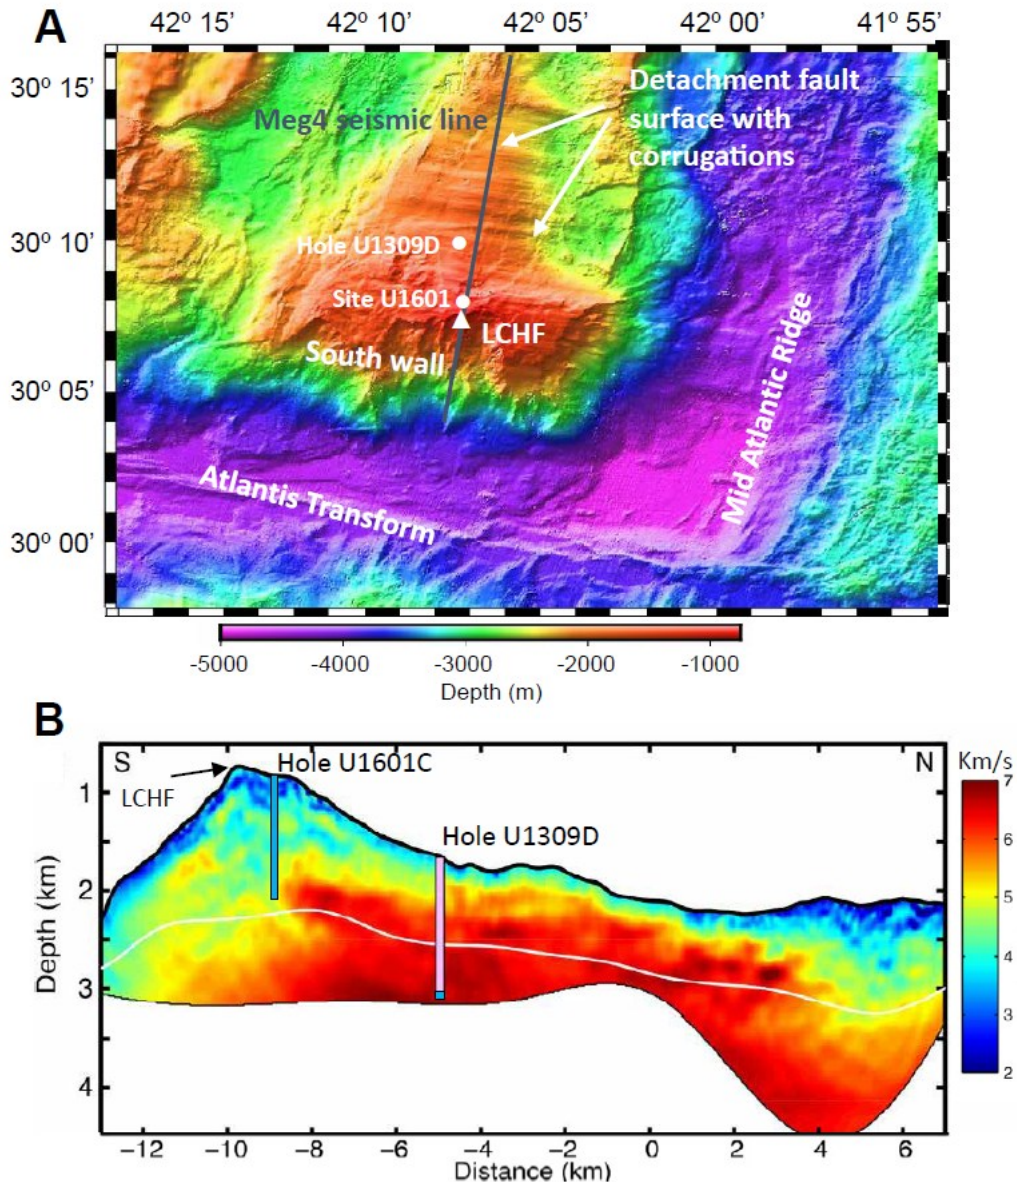 A
42º 15’ 42º 10’ 42º 05’ 42º 00’ 41º 55’
30º 15’
30º 10’
30º 05’
30º 00’
Meg4 seismic line
Detachment fault
surface with
corrugations
Hole U1309D
Site U1601
LCHF
South wall
Mid Atlantic Ridge
Atlantis Transform
-5000 -4000 -3000 -2000 -1000
Depth (m)
B
S Hole U1601C N
LCHF
Hole U1309D
Km/s
7
6
5
4
3
2
1
2
3
4
Depth (km)
−12 −10 −8 −6 −4 −2 0 2 4 6
Distance (km)